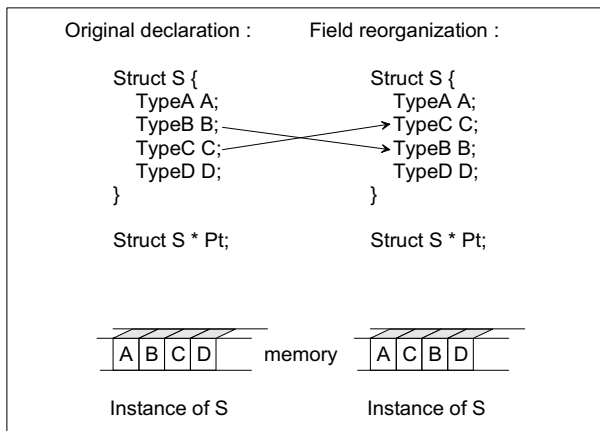 Original declaration :
Field reorganization :
Struct S {
TypeA A;
TypeB B;
TypeC C;
TypeD D;
}
Struct S * Pt;
Struct S {
TypeA A;
TypeC C;
TypeB B;
TypeD D;
}
Struct S * Pt;
A B C D
memory
A C B D
Instance of S
Instance of S